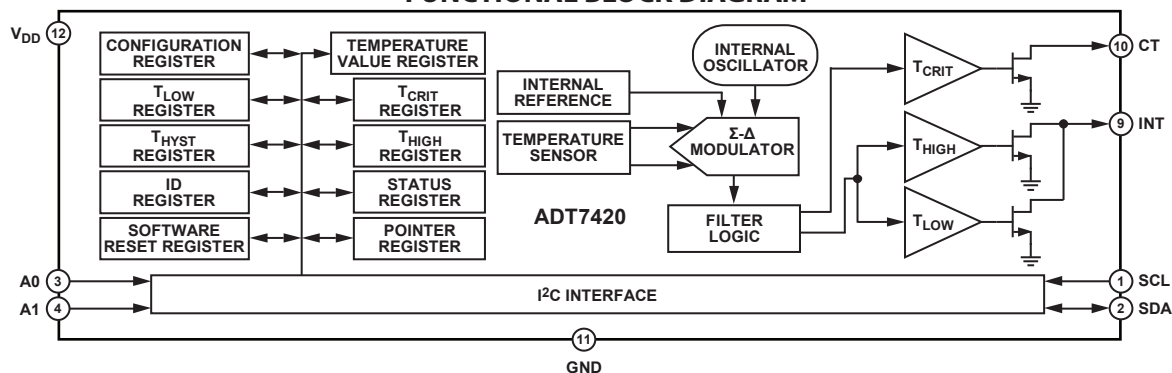 FUNCTIONAL BLOCK DIAGRAM
VDD 12
CONFIGURATION
REGISTER
TEMPERATURE
VALUE REGISTER
TLOW
REGISTER
TCRIT
REGISTER
THYST
REGISTER
THIGH
REGISTER
ID
REGISTER
STATUS
REGISTER
SOFTWARE
RESET REGISTER
POINTER
REGISTER
INTERNAL
OSCILLATOR
INTERNAL
REFERENCE
TEMPERATURE
SENSOR
Σ-Δ
MODULATOR
FILTER
LOGIC
ADT7420
TCRIT
THIGH
TLOW
10 CT
9 INT
A0 3
A1 4
I2C INTERFACE
1 SCL
2 SDA
11
GND